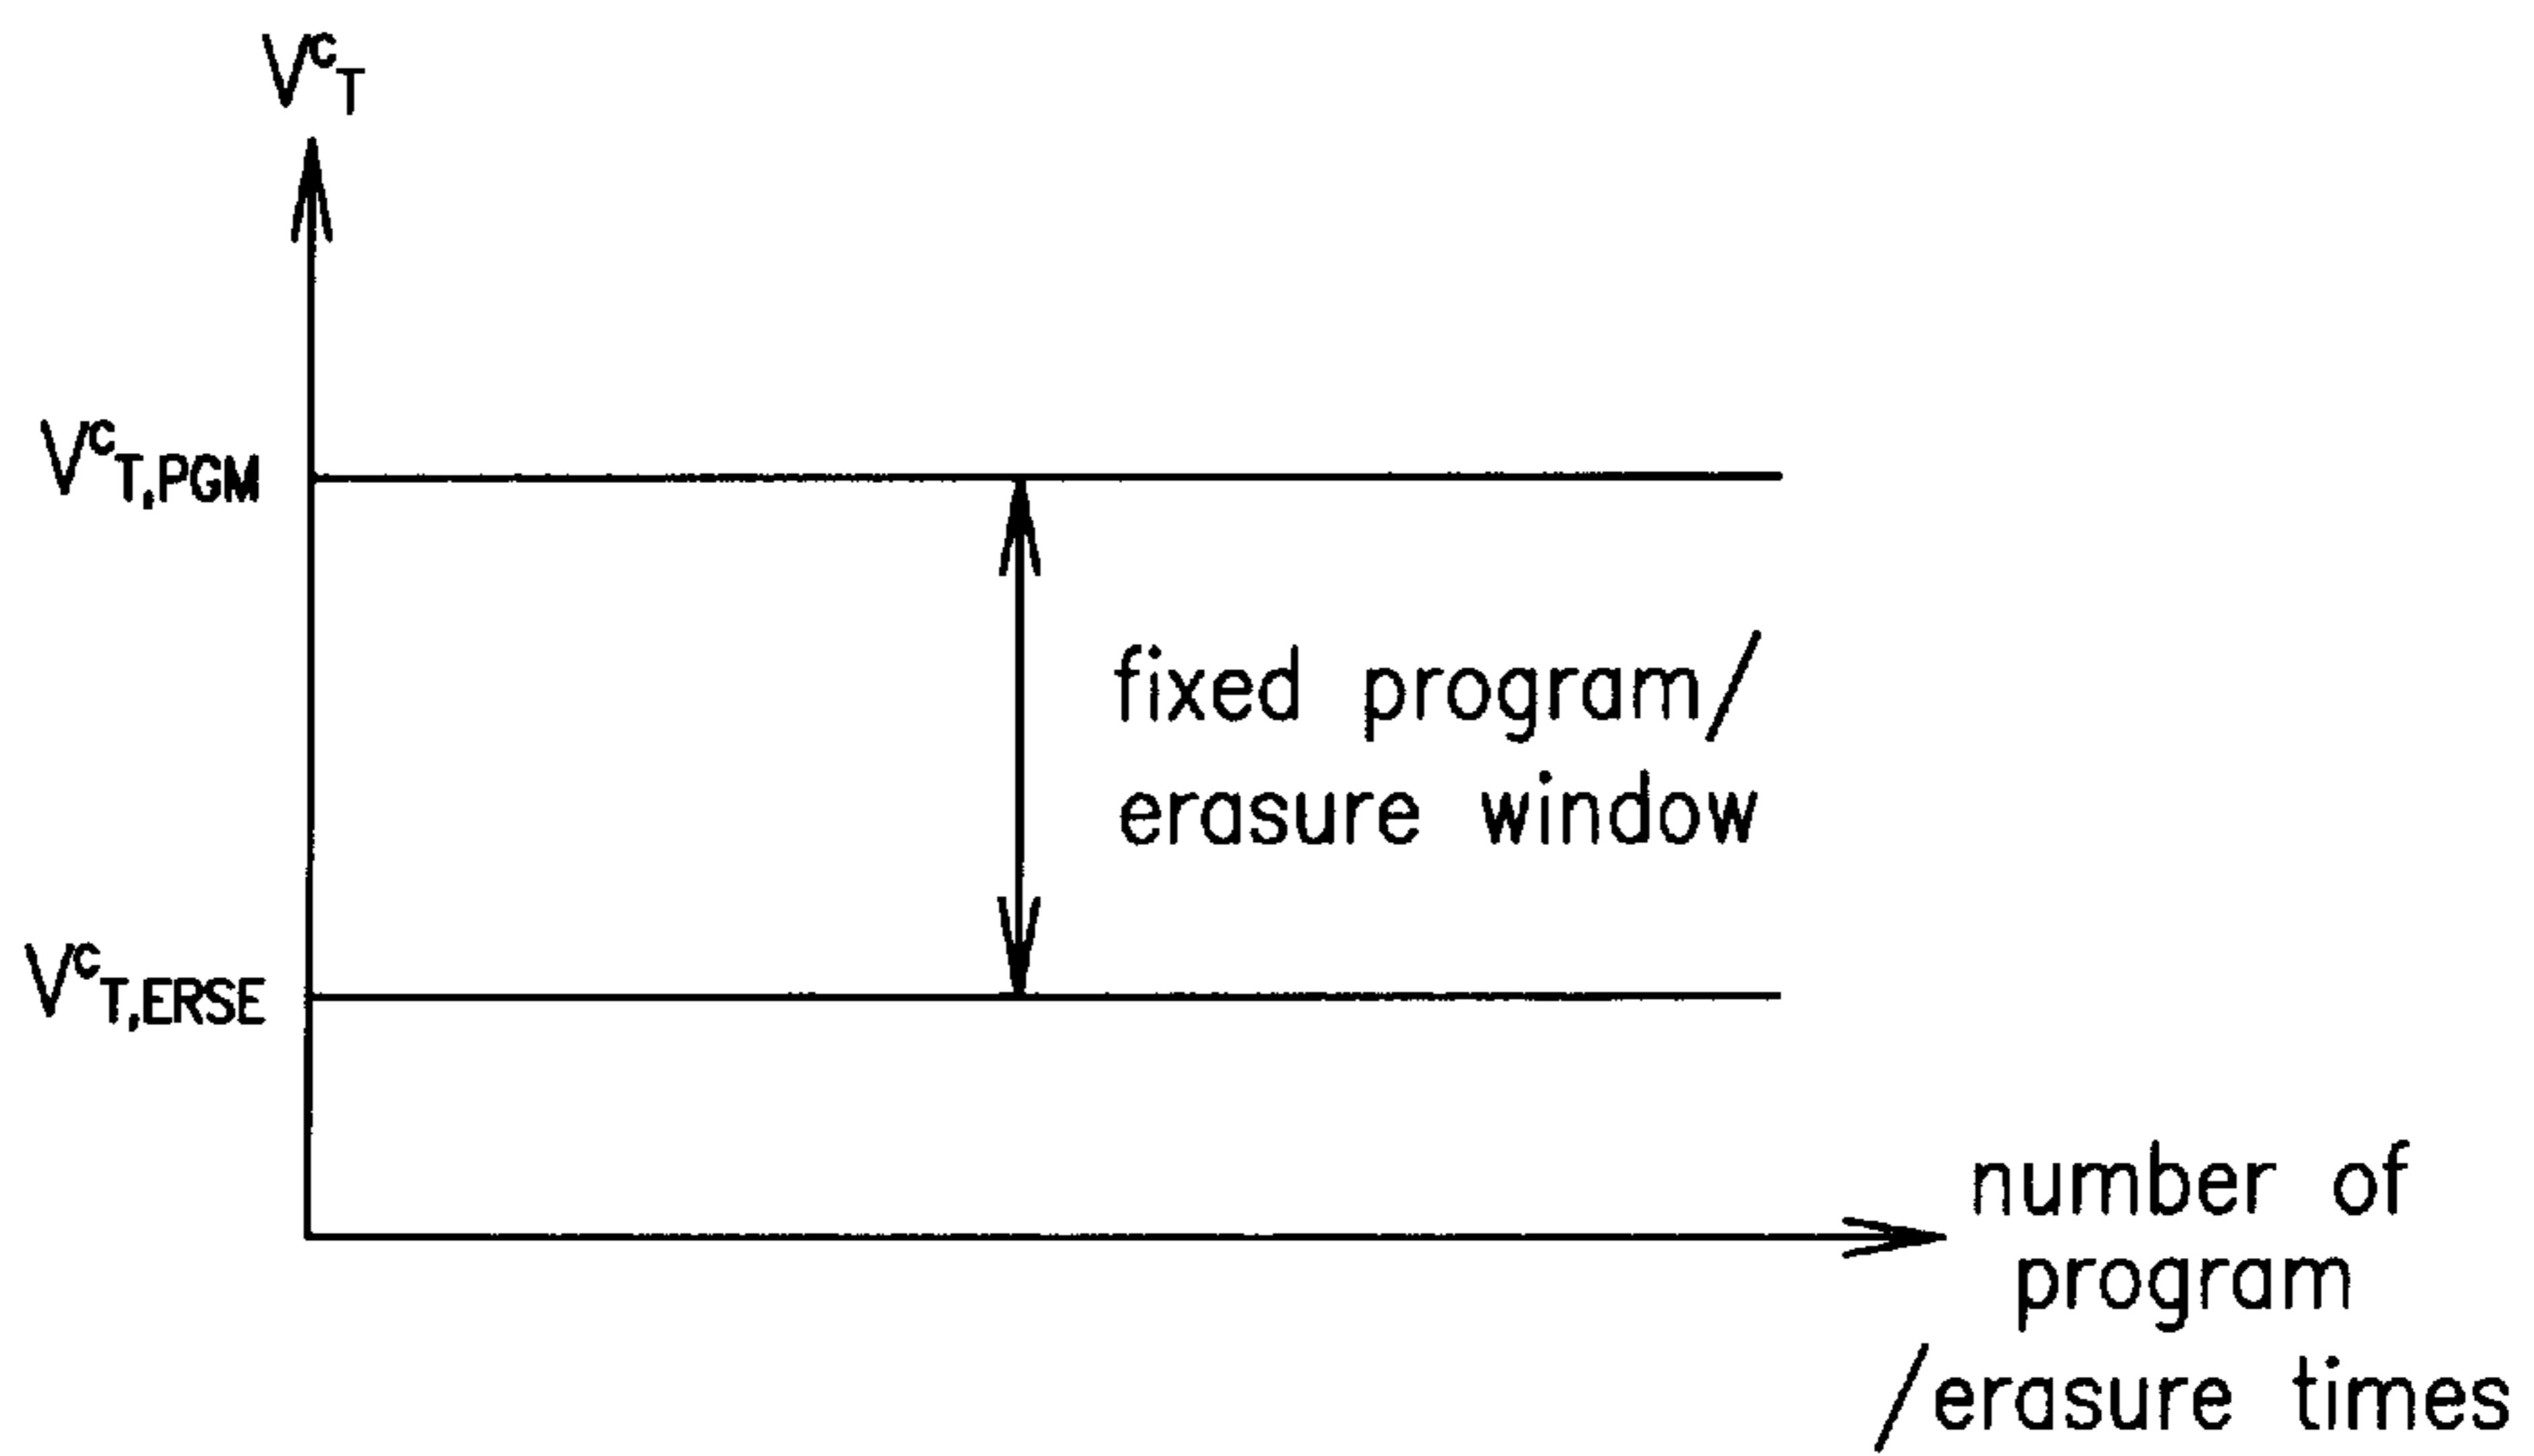 V^c_T
V^c_T,PGM
fixed program/
erasure window
V^c_T,ERSE
number of
program
/erasure times